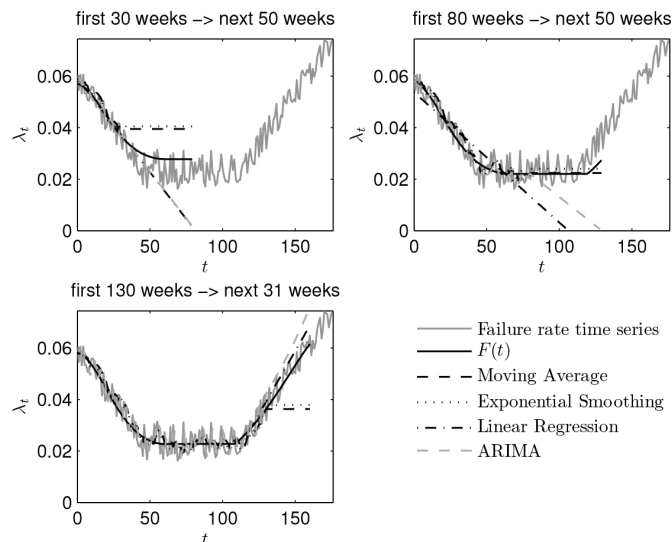 first 30 weeks −> next 50 weeks
first 80 weeks −> next 50 weeks
0.06
0.04
0.02
0
λt
0 50 100 150
t
0.06
0.04
0.02
0
λt
0 50 100 150
t
first 130 weeks −> next 31 weeks
0.06
0.04
0.02
0
λt
0 50 100 150
t
Failure rate time series
F(t)
Moving Average
Exponential Smoothing
Linear Regression
ARIMA